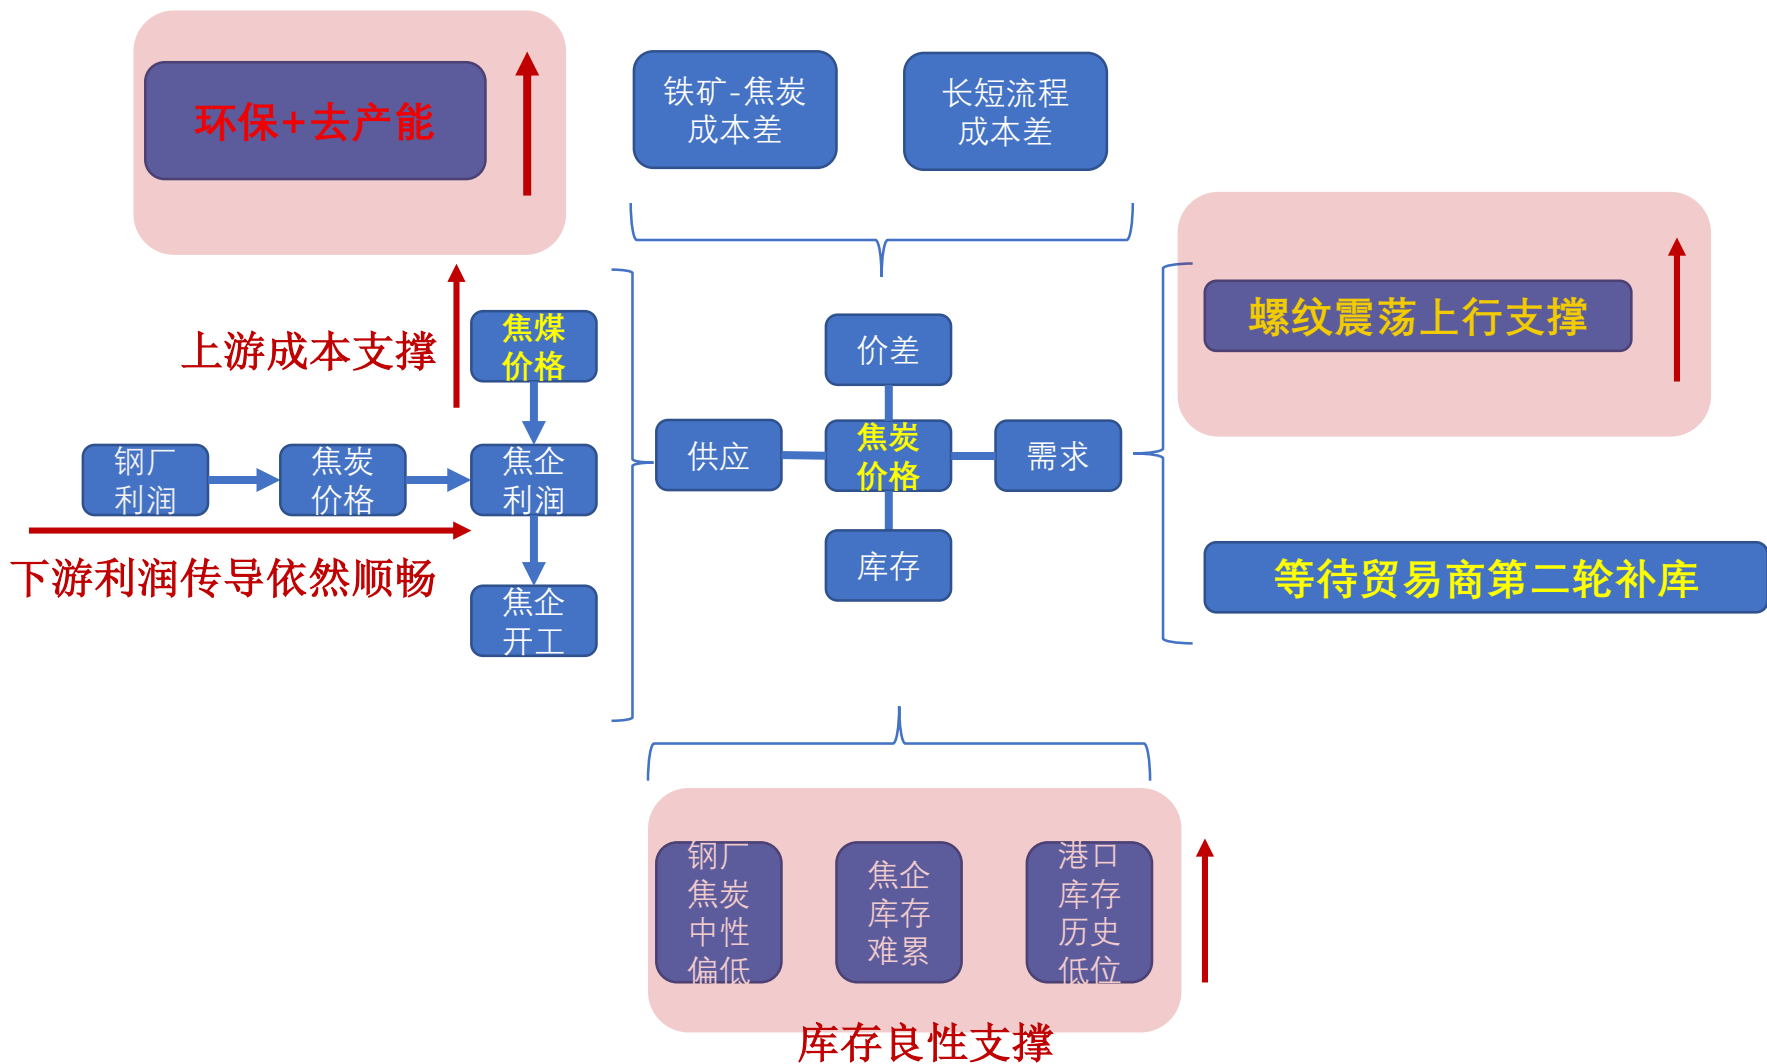 环保+去产能
铁矿-焦炭
成本差
长短流程
成本差
螺纹震荡上行支撑
上游成本支撑
焦煤
价格
价差
供应
焦炭
价格
需求
钢厂
利润
焦炭
价格
焦企
利润
下游利润传导依然顺畅
库存
焦企
开工
等待贸易商第二轮补库
钢厂
焦炭
中性
偏低
焦企
库存
难累
港口
库存
历史
低位
库存良性支撑